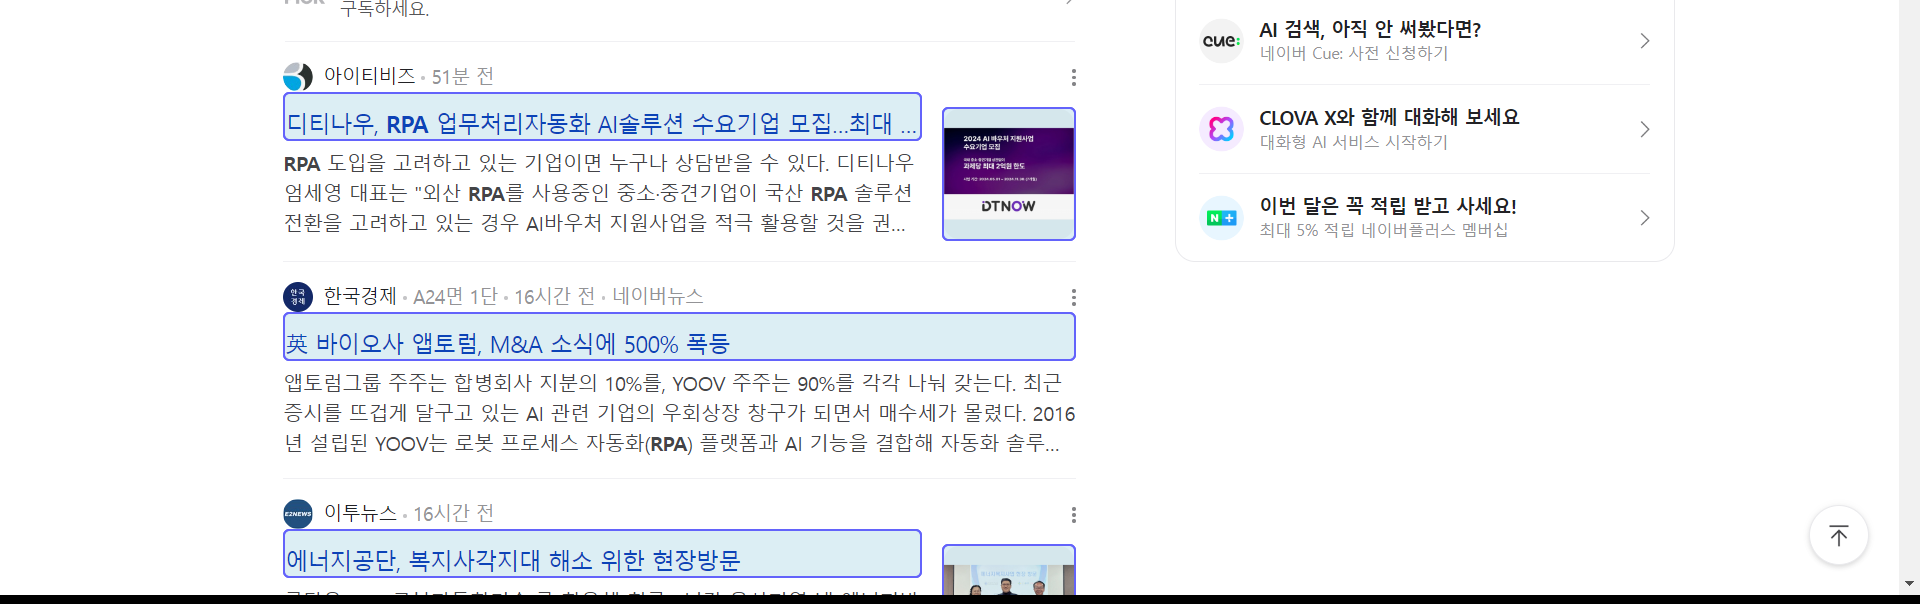 구독하세요.
아이티비즈 · 51분 전
디티나우, RPA 업무처리자동화 AI솔루션 수요기업 모집...최대 ...
RPA 도입을 고려하고 있는 기업이면 누구나 상담받을 수 있다. 디티나우
엄세영 대표는 "외산 RPA를 사용중인 중소·중견기업이 국산 RPA 솔루션
전환을 고려하고 있는 경우 AI바우처 지원사업을 적극 활용할 것을 권...
2024 AI 바우처 지원사업
수요기업 모집
과제당 최대 2억원 한도
DTNOW
한국경제
한국경제 · A24면 1단 · 16시간 전 · 네이버뉴스
英 바이오사 앱토럼, M&A 소식에 500% 폭등
앱토럼그룹 주주는 합병회사 지분의 10%를, YOOV 주주는 90%를 각각 나눠 갖는다. 최근
증시를 뜨겁게 달구고 있는 AI 관련 기업의 우회상장 창구가 되면서 매수세가 몰렸다. 2016
년 설립된 YOOV는 로봇 프로세스 자동화(RPA) 플랫폼과 AI 기능을 결합해 자동화 솔루...
E2NEWS
이투뉴스 · 16시간 전
에너지공단, 복지사각지대 해소 위한 현장방문
cue:
AI 검색, 아직 안 써봤다면?
네이버 Cue: 사전 신청하기
CLOVA X와 함께 대화해 보세요
대화형 AI 서비스 시작하기
N +
이번 달은 꼭 적립 받고 사세요!
최대 5% 적립 네이버플러스 멤버십